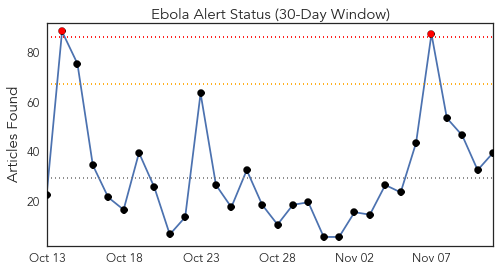 Ebola Alert Status (30-Day Window)
Articles Found
80
60
40
20
Oct 13 Oct 18 Oct 23 Oct 28 Nov 02 Nov 07